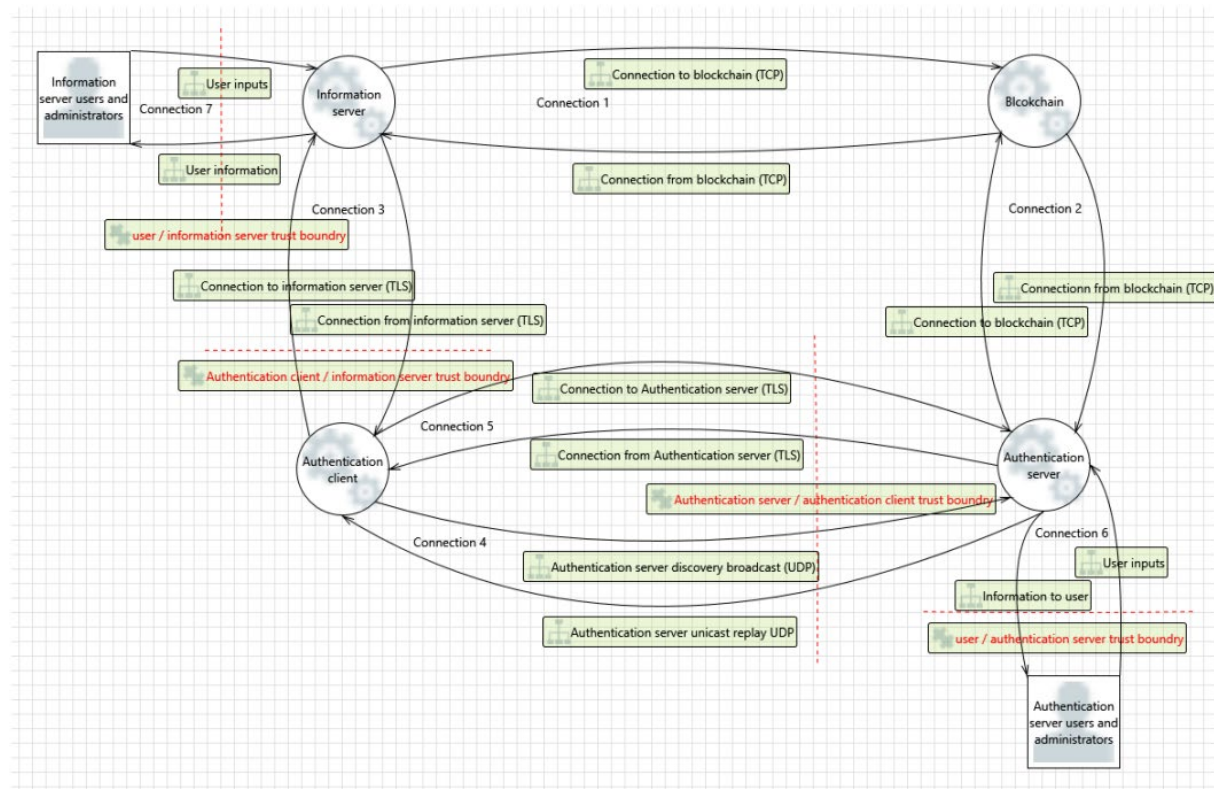 Information
server users and
administrators
User inputs
Connection 7
User information
user / information server trust boundry
Information
server
Connection to blockchain (TCP)
Connection 1
Connection from blockchain (TCP)
Blcokchain
Connection 3
Connection 2
Connection to information server (TLS)
Connection from information server (TLS)
Connectionn from blockchain (TCP)
Connection to blockchain (TCP)
Authentication client / information server trust boundry
Connection to Authentication server (TLS)
Connection 5
Connection from Authentication server (TLS)
Authentication
client
Authentication
server
Authentication server / authentication client trust boundry
Connection 4
Authentication server discovery broadcast (UDP)
Authentication server unicast replay UDP
Connection 6
User inputs
Information to user
user / authentication server trust boundry
Authentication
server users and
administrators